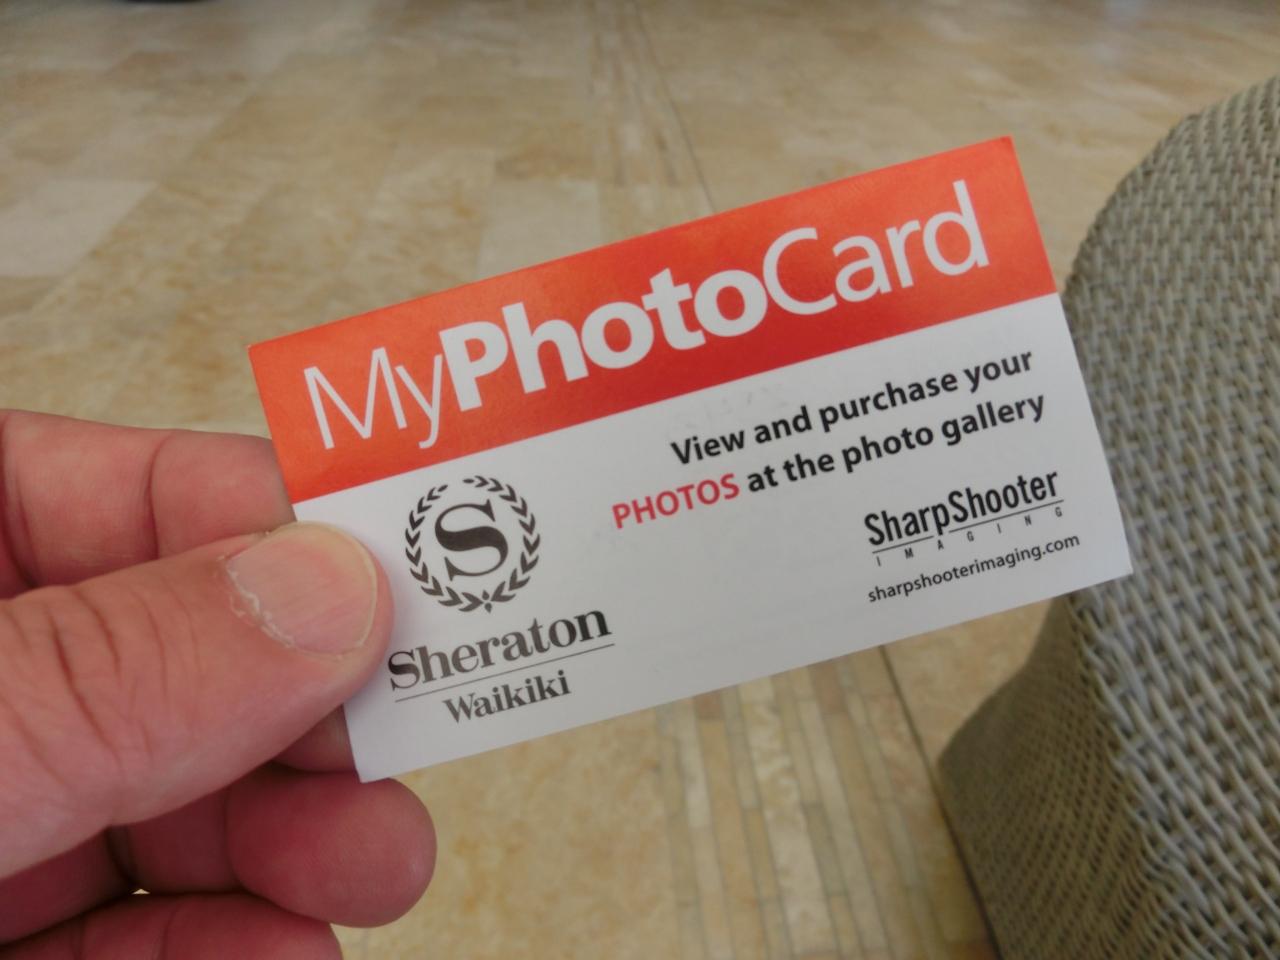 MyPhotoCard
View and purchase your
PHOTOS at the photo gallery
S
Sheraton
Waikiki
SharpShooter
IMAGING
sharpshooterimaging.com